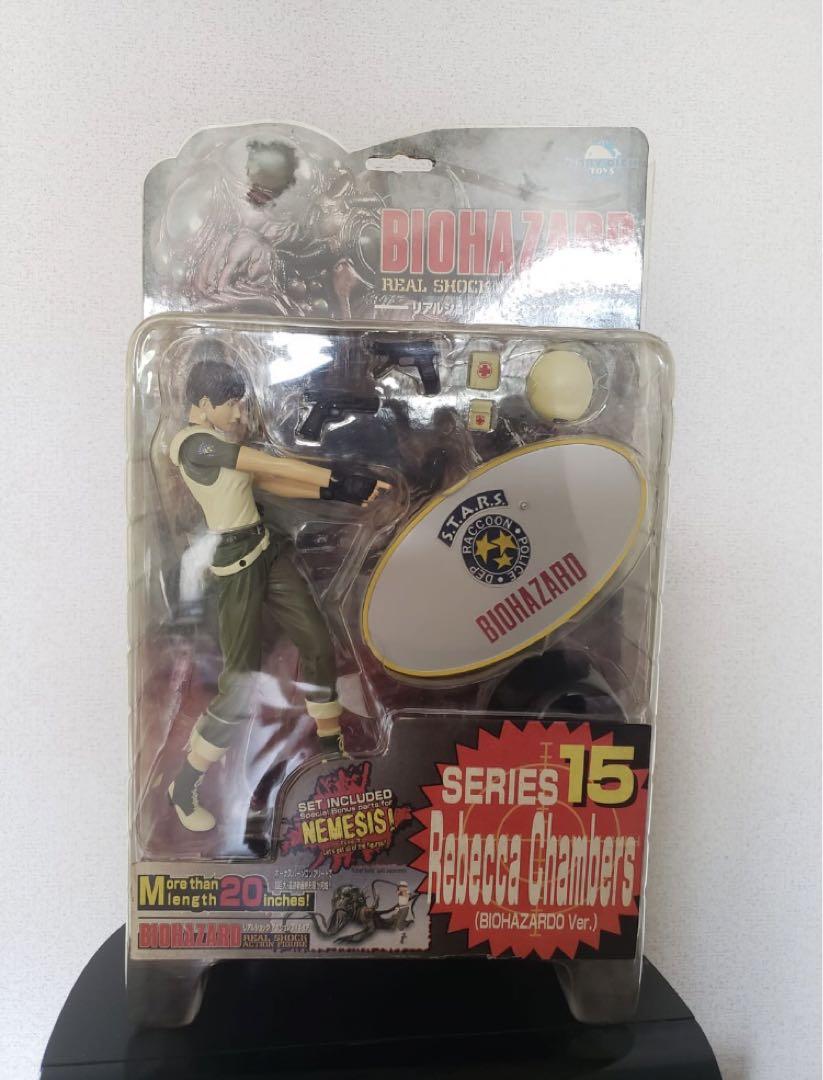 TOYS
BIOHAZARD
REAL SHOCK
リアルショ
S.T.A.R.S.
RACCOON • POLICE • DEP •
BIOHAZARD
SERIES 15
Rebecca Chambers
(BIOHAZARDO Ver.)
SET INCLUDED
Special Bonus parts for
NEMESIS!
More than
length 20 inches!
BIOHAZARD
REAL SHOCK
ACTION FIGURE